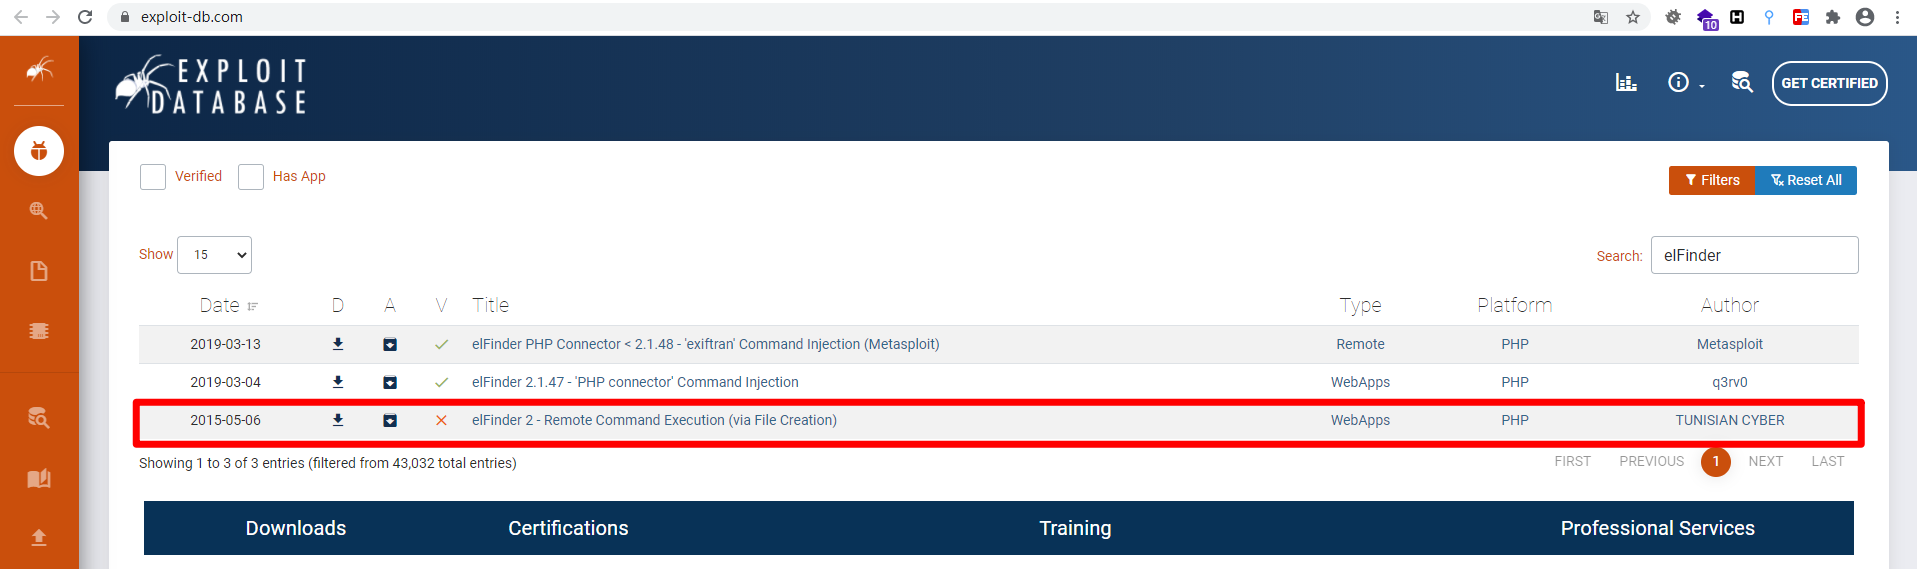 exploit-db.com
10
H
FE
EXPLOIT
DATABASE
GET CERTIFIED
Verified
Has App
Filters
Reset All
Show 15
Search: elFinder
Date D A V Title Type Platform Author
2019-03-13 elFinder PHP Connector < 2.1.48 - 'exiftran' Command Injection (Metasploit) Remote PHP Metasploit
2019-03-04 elFinder 2.1.47 - 'PHP connector' Command Injection WebApps PHP q3rv0
2015-05-06 elFinder 2 - Remote Command Execution (via File Creation) WebApps PHP TUNISIAN CYBER
Showing 1 to 3 of 3 entries (filtered from 43,032 total entries)
FIRST PREVIOUS 1 NEXT LAST
Downloads Certifications Training Professional Services